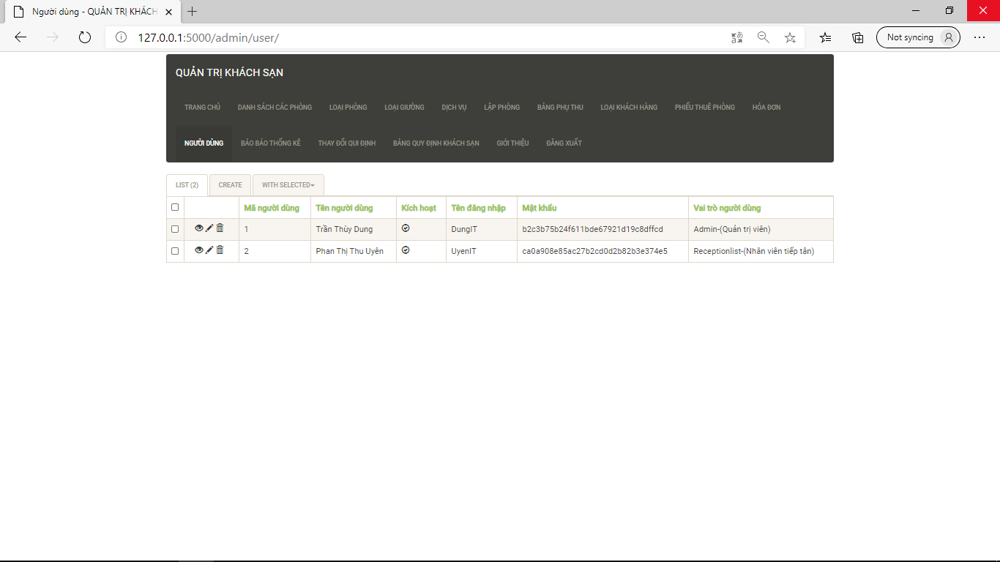 Người dùng - QUẢN TRỊ KHÁCH
127.0.0.1:5000/admin/user/
Not syncing
QUẢN TRỊ KHÁCH SẠN
TRANG CHỦ DANH SÁCH CÁC PHÒNG LOẠI PHÒNG LOẠI GIƯỜNG DỊCH VỤ LẬP PHÒNG BẢNG PHỤ THU LOẠI KHÁCH HÀNG PHIẾU THUÊ PHÒNG HÓA ĐƠN
NGƯỜI DÙNG BÁO BÁO THỐNG KÊ THAY ĐỔI QUI ĐỊNH BẢNG QUY ĐỊNH KHÁCH SẠN GIỚI THIỆU ĐĂNG XUẤT
LIST (2) CREATE WITH SELECTED
Mã người dùng Tên người dùng Kích hoạt Tên đăng nhập Mật khẩu Vai trò người dùng
1 Trần Thùy Dung DungIT b2c3b75b24f611bde67921d19c8dffcd Admin-(Quản trị viên)
2 Phan Thị Thu Uyên UyenIT ca0a908e85ac27b2cd0d2b82b3e374e5 Receptionlist-(Nhân viên tiếp tân)